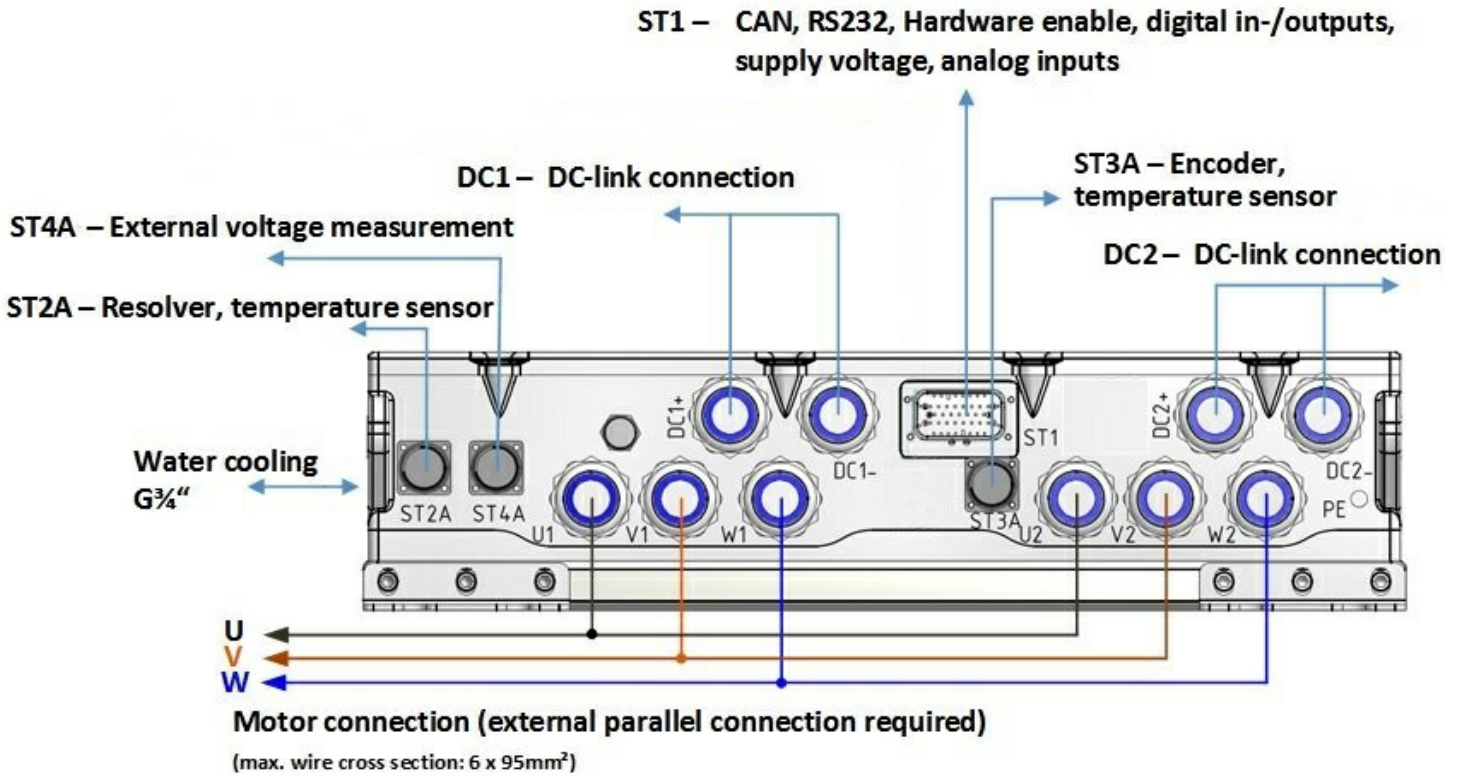 ST1 – CAN, RS232, Hardware enable, digital in-/outputs,
supply voltage, analog inputs
DC1 – DC-link connection
ST3A – Encoder,
temperature sensor
ST4A – External voltage measurement
DC2 – DC-link connection
ST2A – Resolver, temperature sensor
DC1+
DC2+
ST1
Water cooling
G¾“
DC1-
DC2-
ST2A
ST4A
ST3A
PE
U1
V1
W1
U2
V2
W2
U
V
W
Motor connection (external parallel connection required)
(max. wire cross section: 6 x 95mm²)